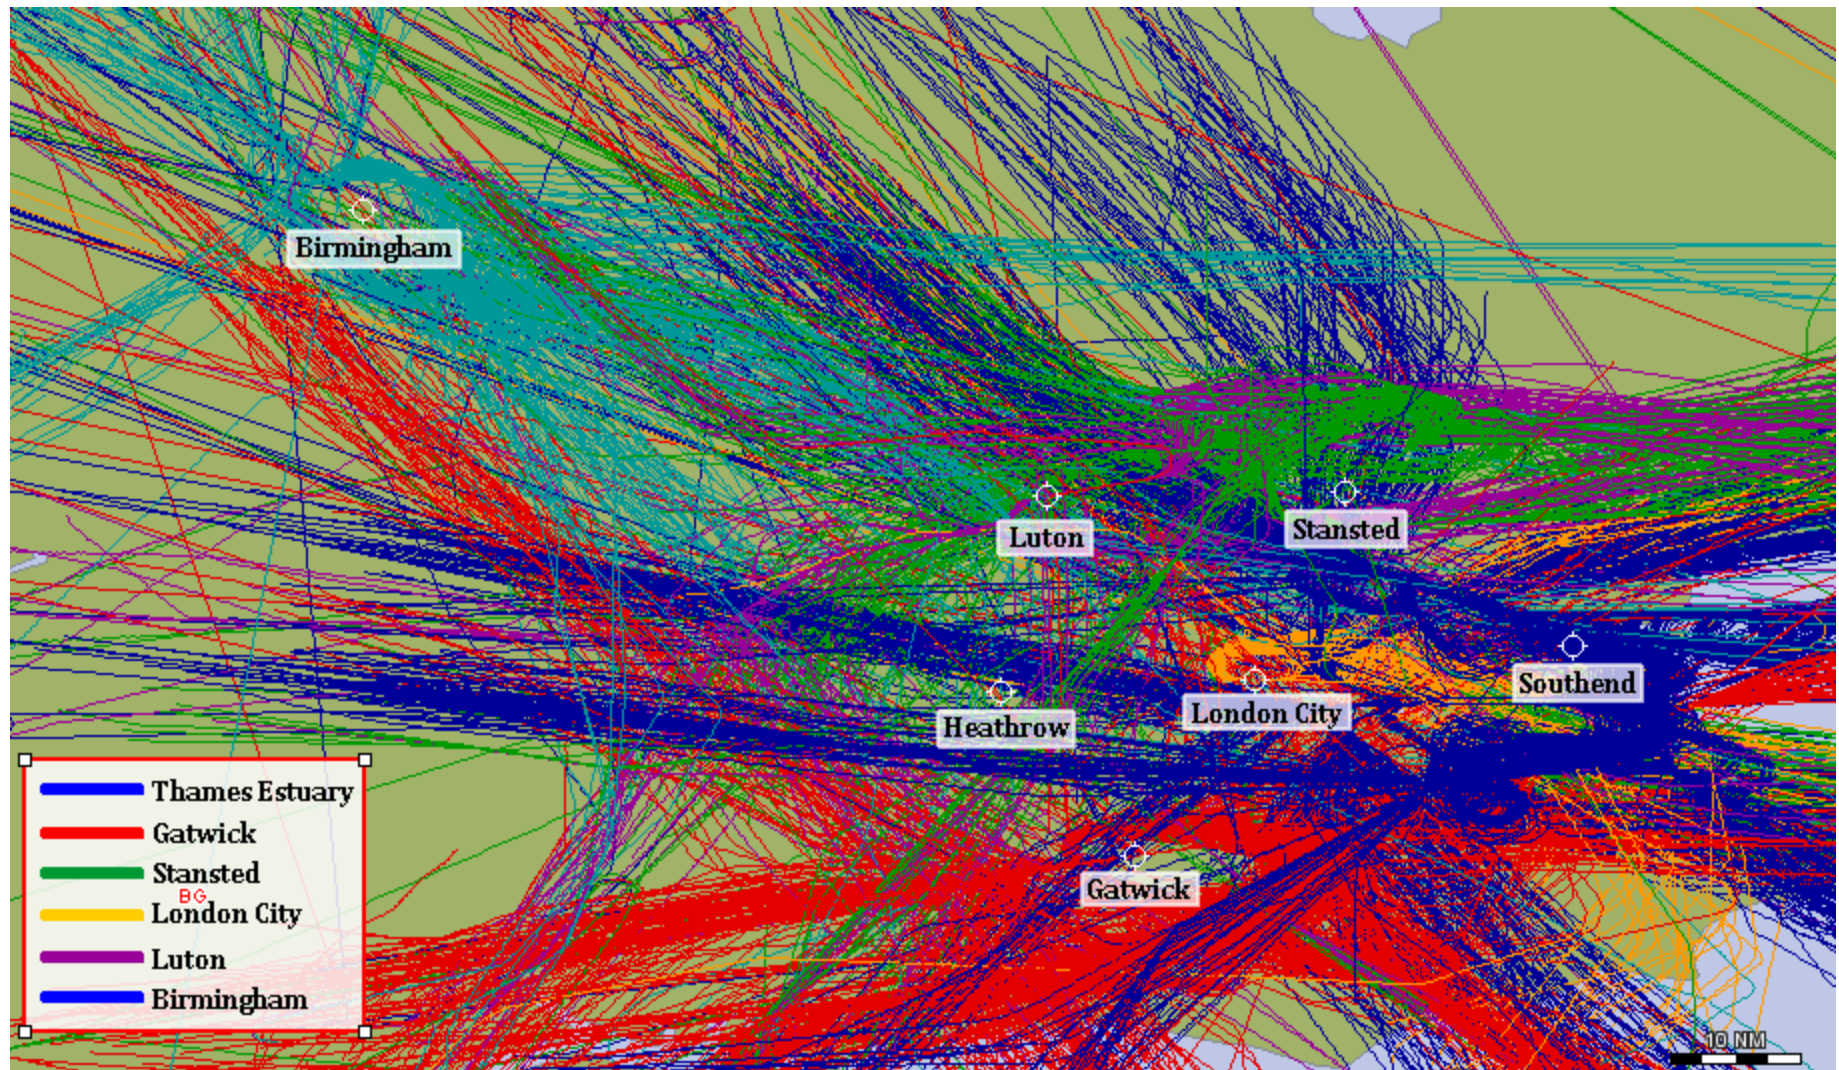 Birmingham
Luton
Stansted
Southend
London City
Heathrow
Gatwick
Thames Estuary
Gatwick
Stansted
BG
London City
Luton
Birmingham
10 NM